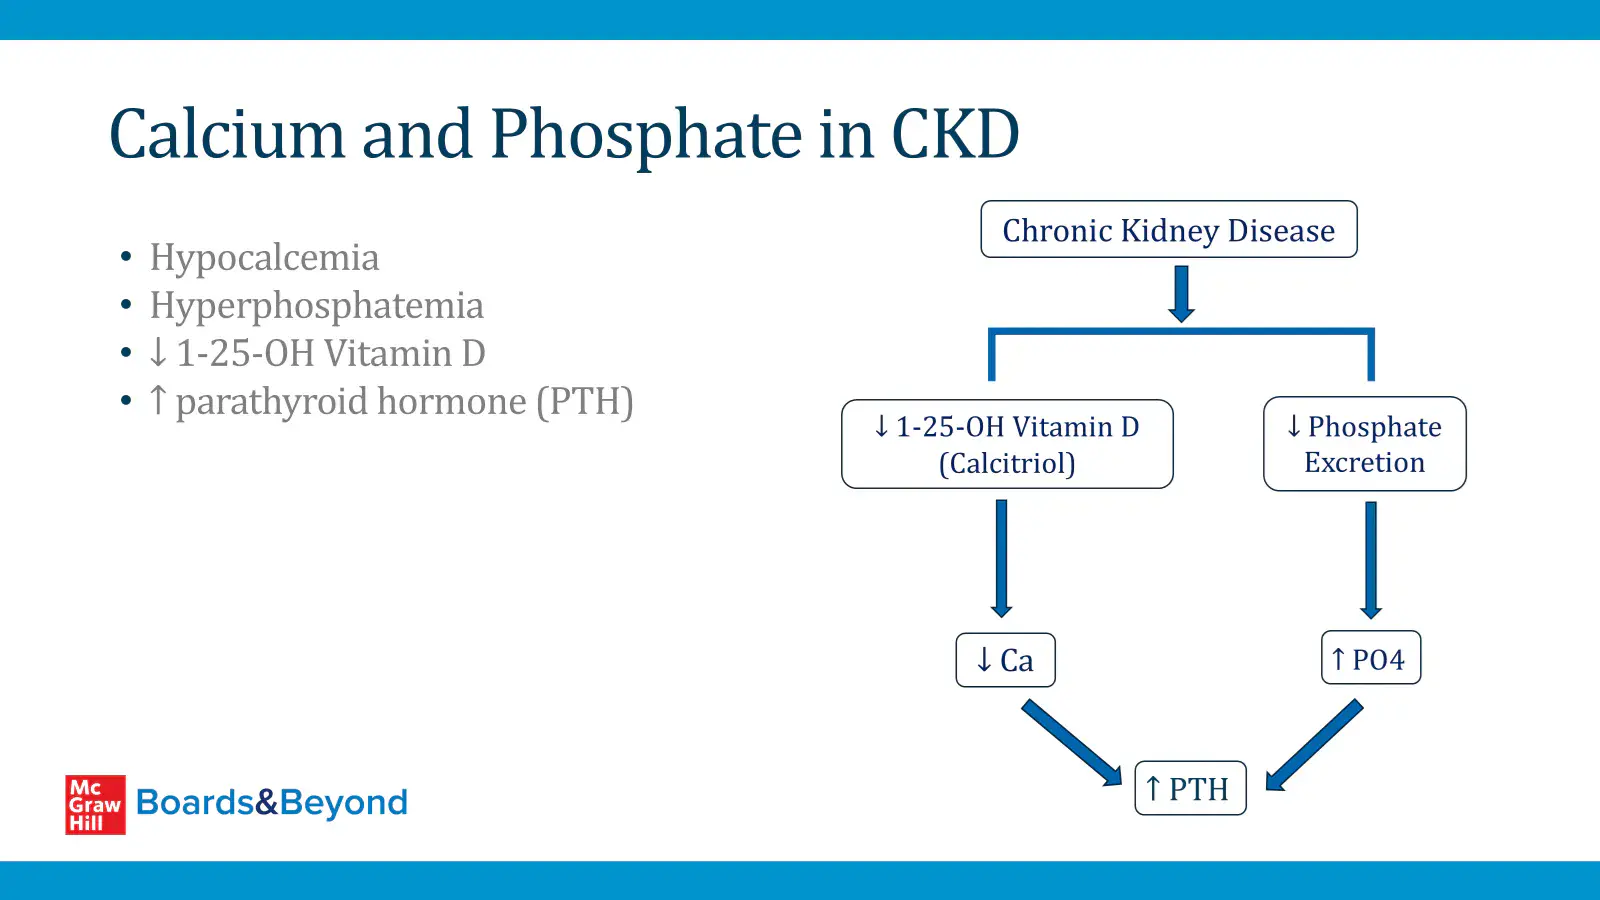 Calcium and Phosphate in CKD
• Hypocalcemia
• Hyperphosphatemia
• ↓ 1-25-OH Vitamin D
• ↑ parathyroid hormone (PTH)
Chronic Kidney Disease
↓ 1-25-OH Vitamin D
(Calcitriol)
↓ Phosphate
Excretion
↓ Ca
↑ PO4
↑ PTH
Mc
Graw
Hill
Boards&Beyond